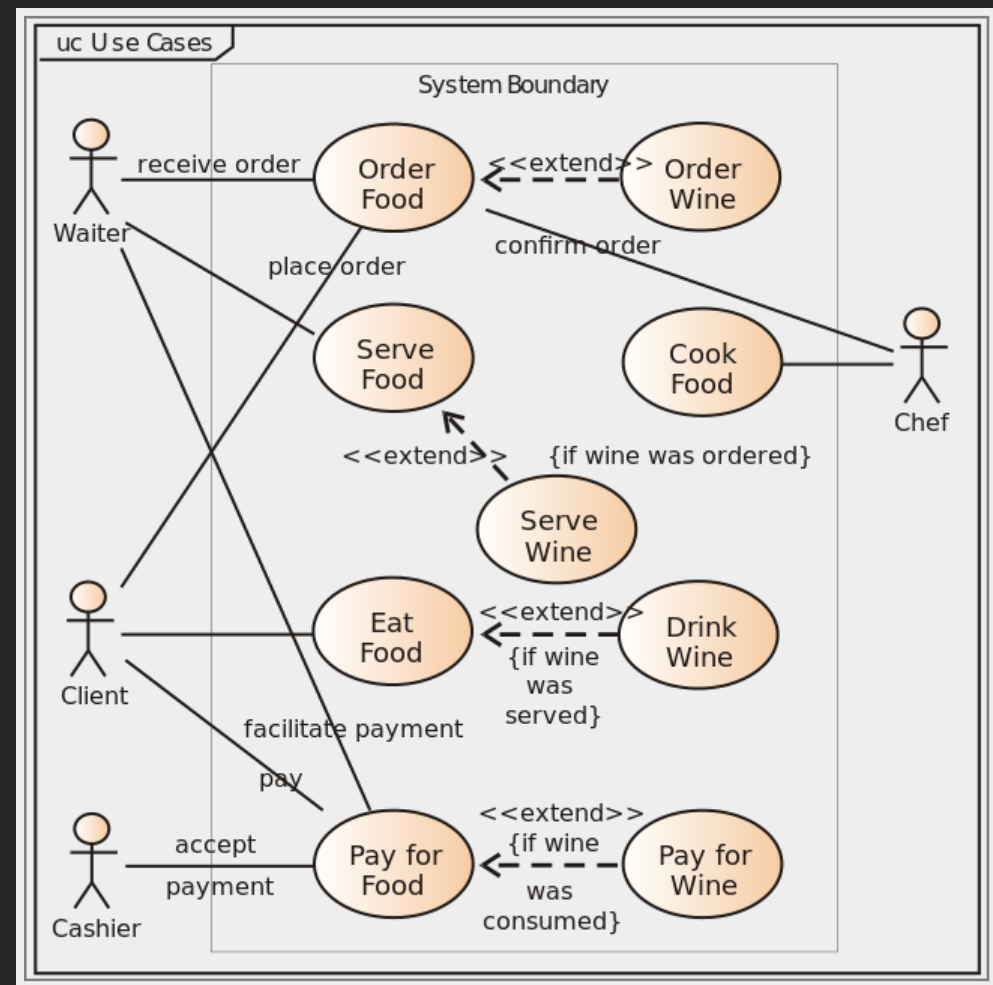 uc Use Cases
System Boundary
receive order
Order
Food
<<extend>>
Order
Wine
Waiter
confirm order
place order
Serve
Food
Cook
Food
Chef
<<extend>>
{if wine was ordered}
Serve
Wine
Client
Eat
Food
<<extend>>
{if wine
was
served}
Drink
Wine
facilitate payment
pay
Cashier
accept
payment
Pay for
Food
<<extend>>
{if wine
was
consumed}
Pay for
Wine